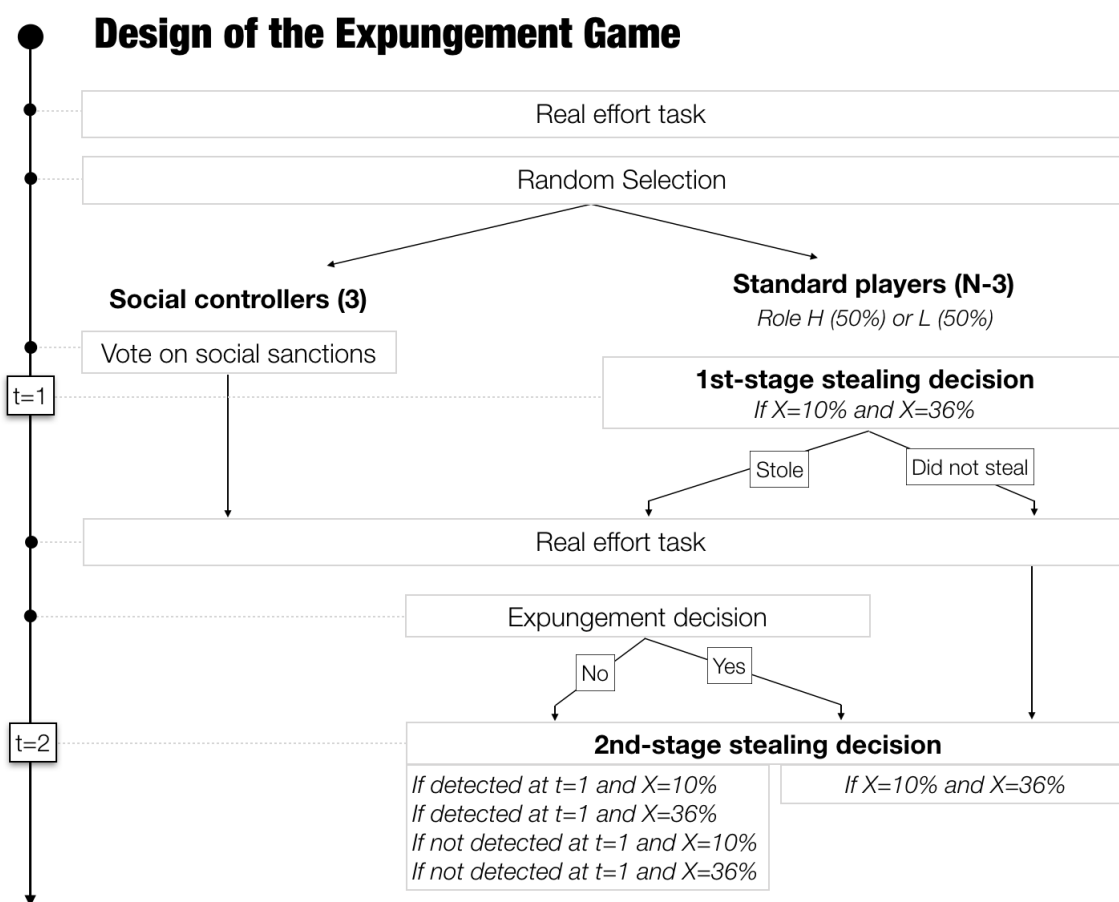 Design of the Expungement Game
Real effort task
Random Selection
Social controllers (3)
Standard players (N-3)
Role H (50%) or L (50%)
Vote on social sanctions
t=1
1st-stage stealing decision
If X=10% and X=36%
Stole
Did not steal
Real effort task
Expungement decision
No
Yes
t=2
2nd-stage stealing decision
If detected at t=1 and X=10%
If detected at t=1 and X=36%
If not detected at t=1 and X=10%
If not detected at t=1 and X=36%
If X=10% and X=36%